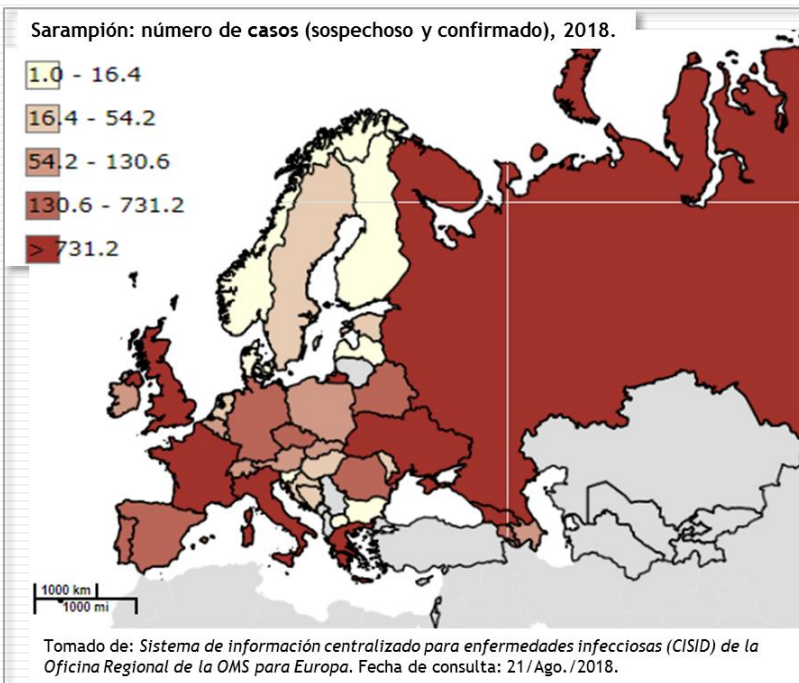 Sarampión: número de casos (sospechoso y confirmado), 2018.
1.0 - 16.4
16.4 - 54.2
54.2 - 130.6
130.6 - 731.2
> 731.2
1000 km
1000 mi
Tomado de: Sistema de información centralizado para enfermedades infecciosas (CISID) de la
Oficina Regional de la OMS para Europa. Fecha de consulta: 21/Ago./2018.